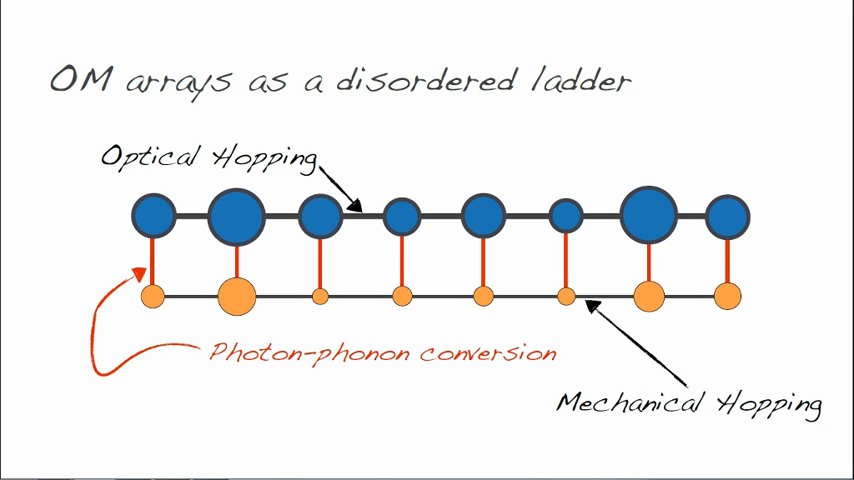 OM arrays as a disordered ladder
Optical Hopping
Photon-phonon conversion
Mechanical Hopping